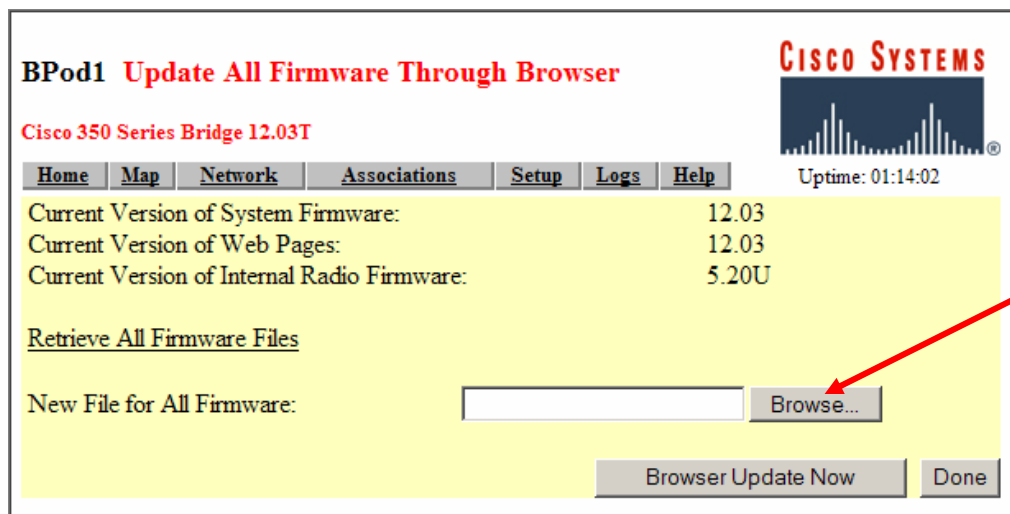 BPod1 Update All Firmware Through Browser
CISCO SYSTEMS
Cisco 350 Series Bridge 12.03T
®
Home Map Network Associations Setup Logs Help
Uptime: 01:14:02
Current Version of System Firmware: 12.03
Current Version of Web Pages: 12.03
Current Version of Internal Radio Firmware: 5.20U
Retrieve All Firmware Files
New File for All Firmware: Browse...
Browser Update Now Done